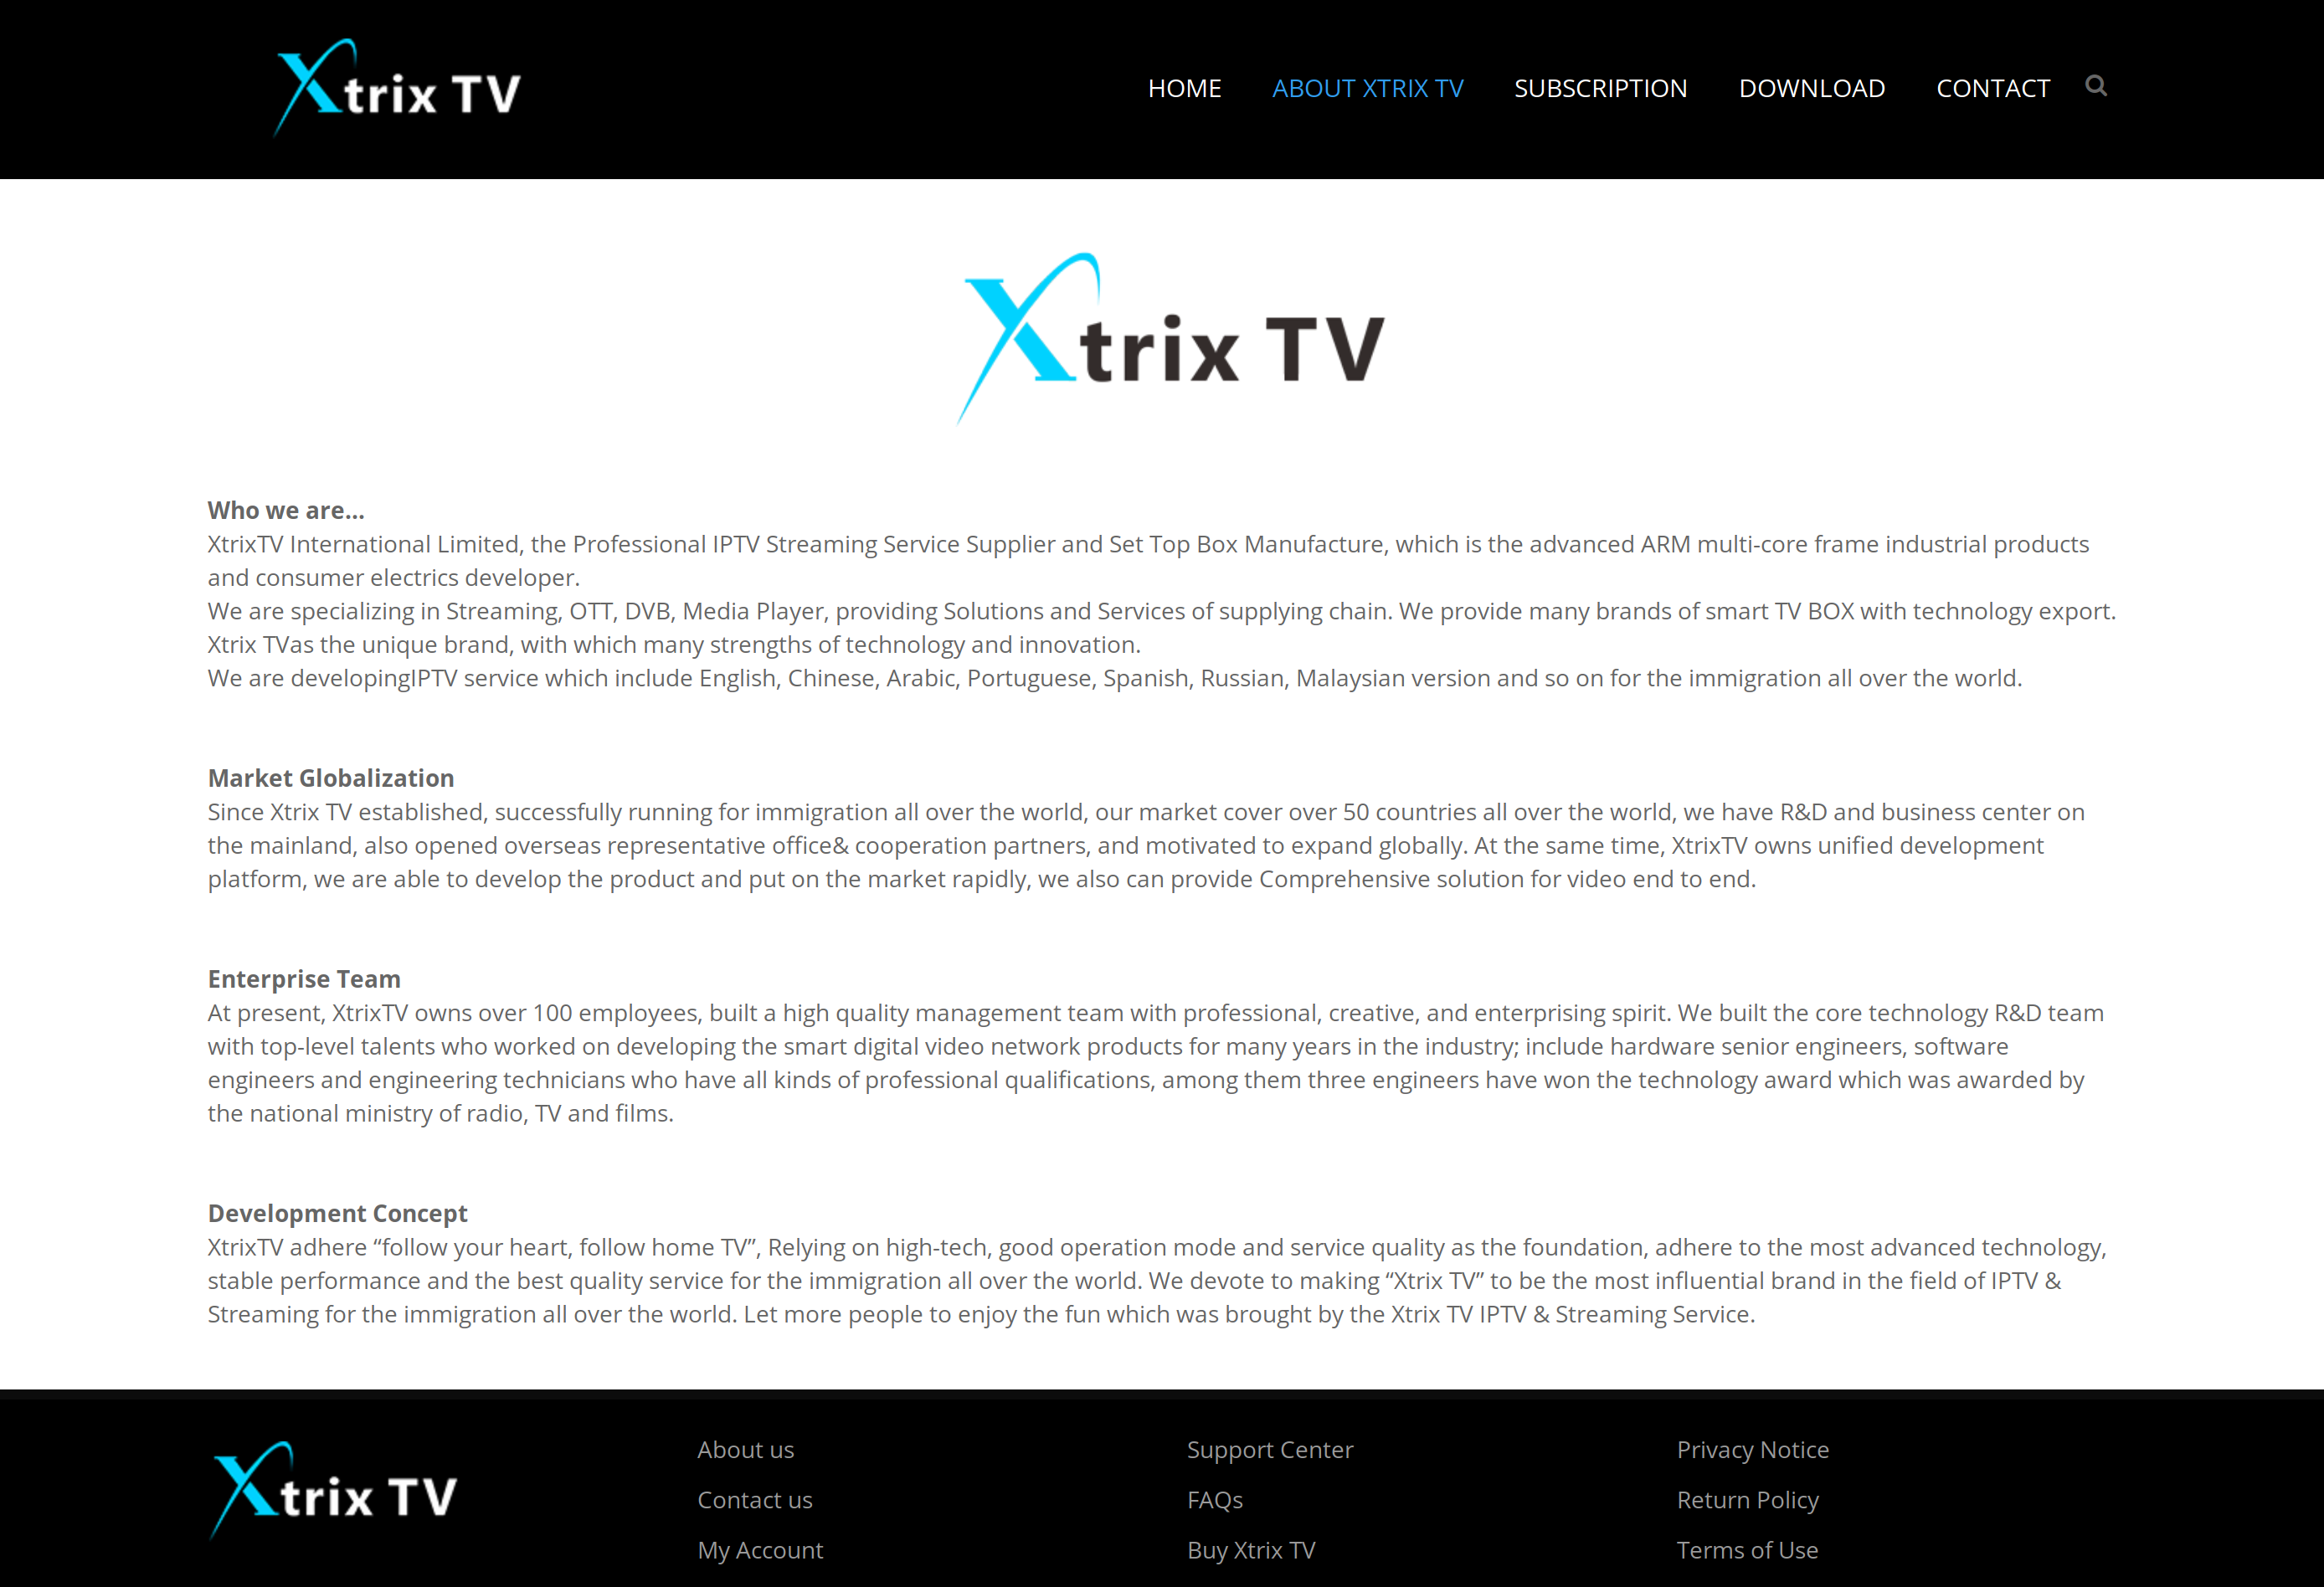 Xtrix TV
HOME ABOUT XTRIX TV SUBSCRIPTION DOWNLOAD CONTACT
Xtrix TV
Who we are...
XtrixTV International Limited, the Professional IPTV Streaming Service Supplier and Set Top Box Manufacture, which is the advanced ARM multi-core frame industrial products
and consumer electrics developer.
We are specializing in Streaming, OTT, DVB, Media Player, providing Solutions and Services of supplying chain. We provide many brands of smart TV BOX with technology export.
Xtrix TVas the unique brand, with which many strengths of technology and innovation.
We are developingIPTV service which include English, Chinese, Arabic, Portuguese, Spanish, Russian, Malaysian version and so on for the immigration all over the world.
Market Globalization
Since Xtrix TV established, successfully running for immigration all over the world, our market cover over 50 countries all over the world, we have R&D and business center on
the mainland, also opened overseas representative office& cooperation partners, and motivated to expand globally. At the same time, XtrixTV owns unified development
platform, we are able to develop the product and put on the market rapidly, we also can provide Comprehensive solution for video end to end.
Enterprise Team
At present, XtrixTV owns over 100 employees, built a high quality management team with professional, creative, and enterprising spirit. We built the core technology R&D team
with top-level talents who worked on developing the smart digital video network products for many years in the industry; include hardware senior engineers, software
engineers and engineering technicians who have all kinds of professional qualifications, among them three engineers have won the technology award which was awarded by
the national ministry of radio, TV and films.
Development Concept
XtrixTV adhere “follow your heart, follow home TV”, Relying on high-tech, good operation mode and service quality as the foundation, adhere to the most advanced technology,
stable performance and the best quality service for the immigration all over the world. We devote to making “Xtrix TV” to be the most influential brand in the field of IPTV &
Streaming for the immigration all over the world. Let more people to enjoy the fun which was brought by the Xtrix TV IPTV & Streaming Service.
Xtrix TV
About us
Contact us
My Account
Support Center
FAQs
Buy Xtrix TV
Privacy Notice
Return Policy
Terms of Use